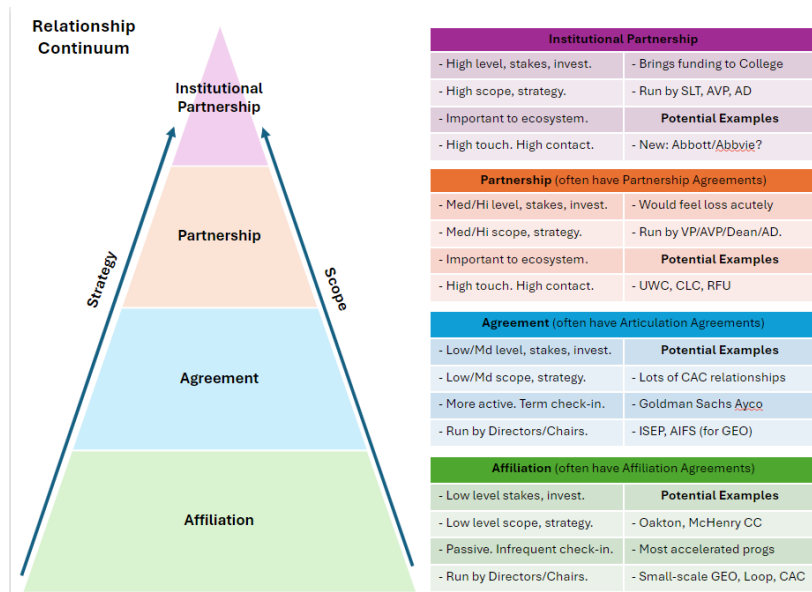 Relationship
Continuum
Institutional
Partnership
Partnership
Agreement
Affiliation
Strategy
Scope
Institutional Partnership
- High level, stakes, invest.
- Brings funding to College
- High scope, strategy.
- Run by SLT, AVP, AD
- Important to ecosystem.
Potential Examples
- High touch. High contact.
- New: Abbott/Abbvie?
Partnership (often have Partnership Agreements)
- Med/Hi level, stakes, invest.
- Would feel loss acutely
- Med/Hi scope, strategy.
- Run by VP/AVP/Dean/AD.
- Important to ecosystem.
Potential Examples
- High touch. High contact.
- UWC, CLC, RFU
Agreement (often have Articulation Agreements)
- Low/Md level, stakes, invest.
Potential Examples
- Low/Md scope, strategy.
- Lots of CAC relationships
- More active. Term check-in.
- Goldman Sachs Ayco
- Run by Directors/Chairs.
- ISEP, AIFS (for GEO)
Affiliation (often have Affiliation Agreements)
- Low level stakes, invest.
Potential Examples
- Low level scope, strategy.
- Oakton, McHenry CC
- Passive. Infrequent check-in.
- Most accelerated progs
- Run by Directors/Chairs.
- Small-scale GEO, Loop, CAC